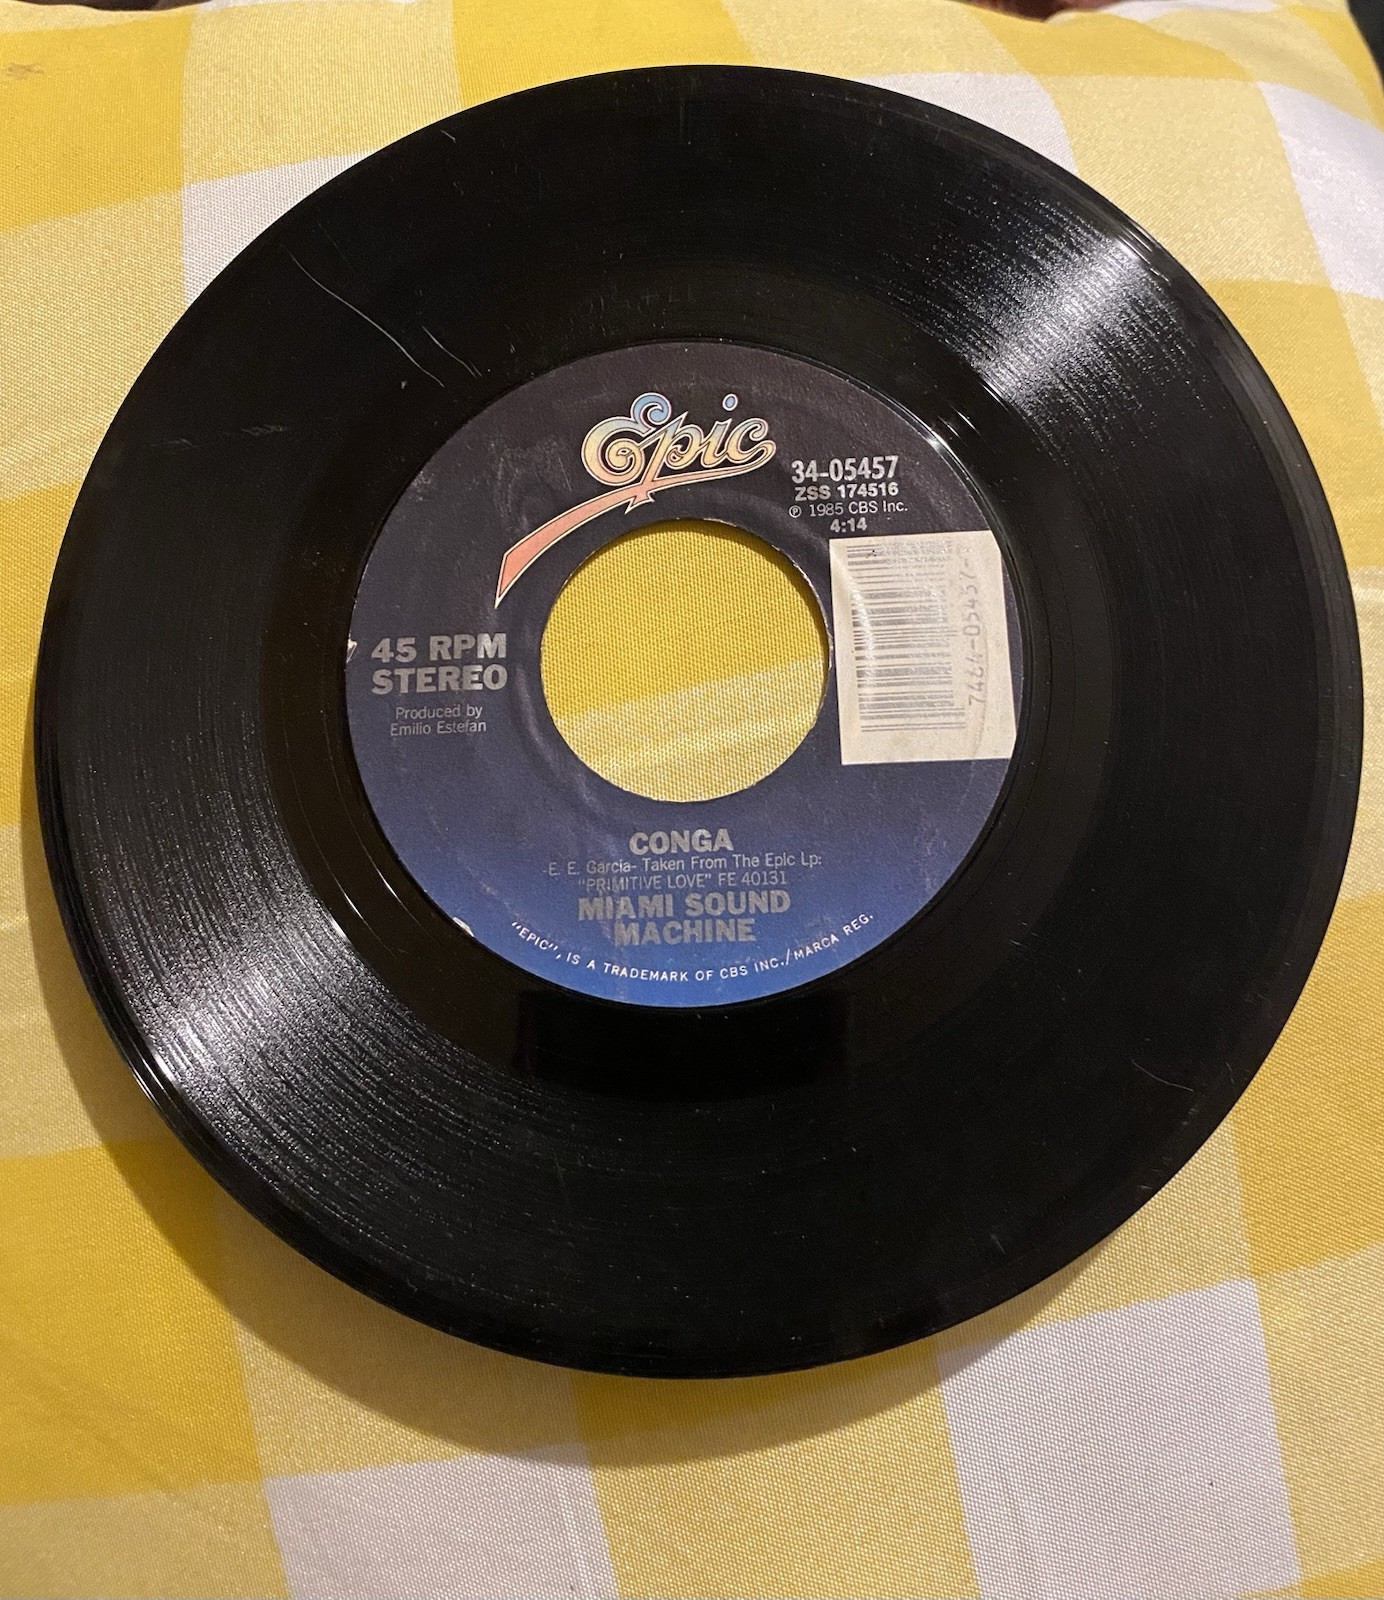 Epic
34-05457
ZSS 174516
℗ 1985 CBS Inc.
4:14
7464-05457-
45 RPM
STEREO
Produced by
Emilio Estefan
CONGA
-E. E. Garcia- Taken From The Epic Lp:
"PRIMITIVE LOVE" FE 40131
MIAMI SOUND
MACHINE
"EPIC", IS A TRADEMARK OF CBS INC./MARCA REG.